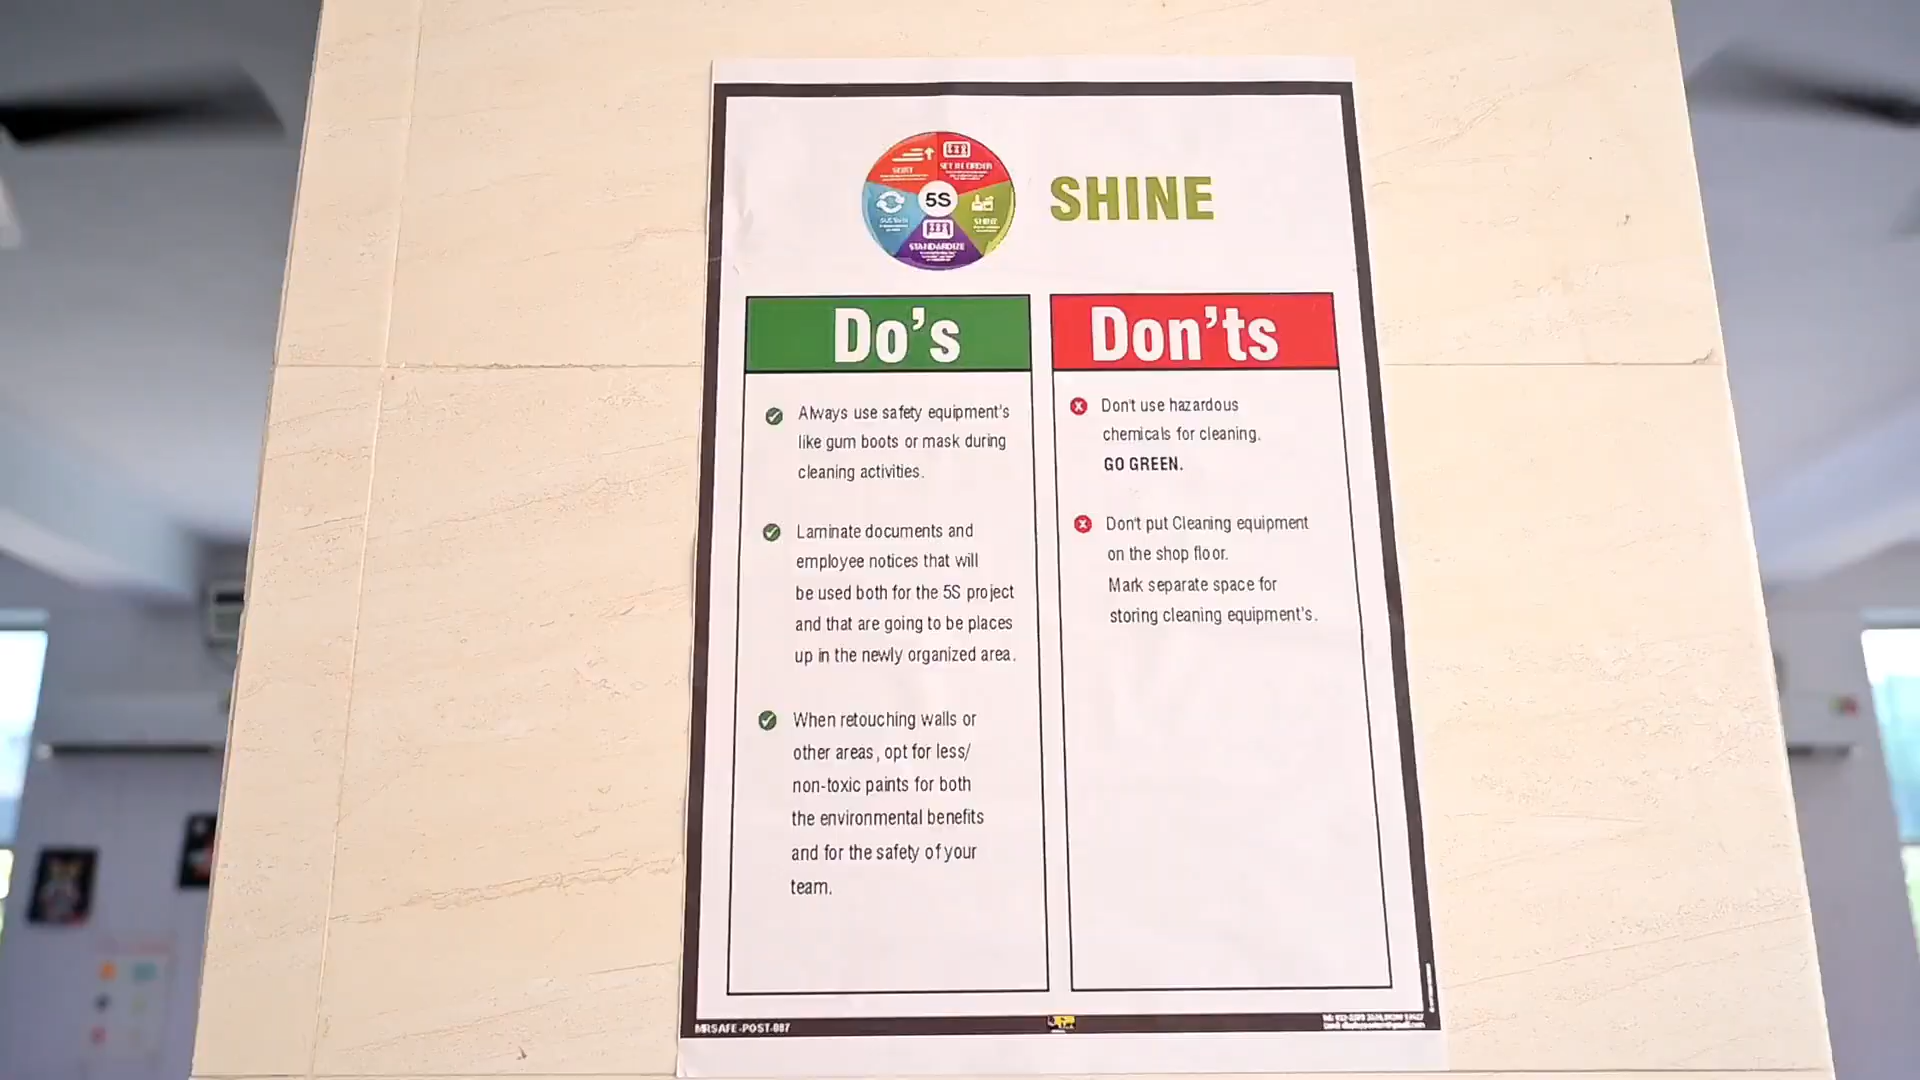 SORT
SET IN ORDER
5S
SUSTAIN
SHINE
STANDARDIZE
SHINE
Do's
Always use safety equipment's
like gum boots or mask during
cleaning activities.
Laminate documents and
employee notices that will
be used both for the 5S project
and that are going to be places
up in the newly organized area.
When retouching walls or
other areas, opt for less/
non-toxic paints for both
the environmental benefits
and for the safety of your
team.
Don'ts
Don't use hazardous
chemicals for cleaning.
GO GREEN.
Don't put Cleaning equipment
on the shop floor.
Mark separate space for
storing cleaning equipment's.
MRSAFE-POST-087